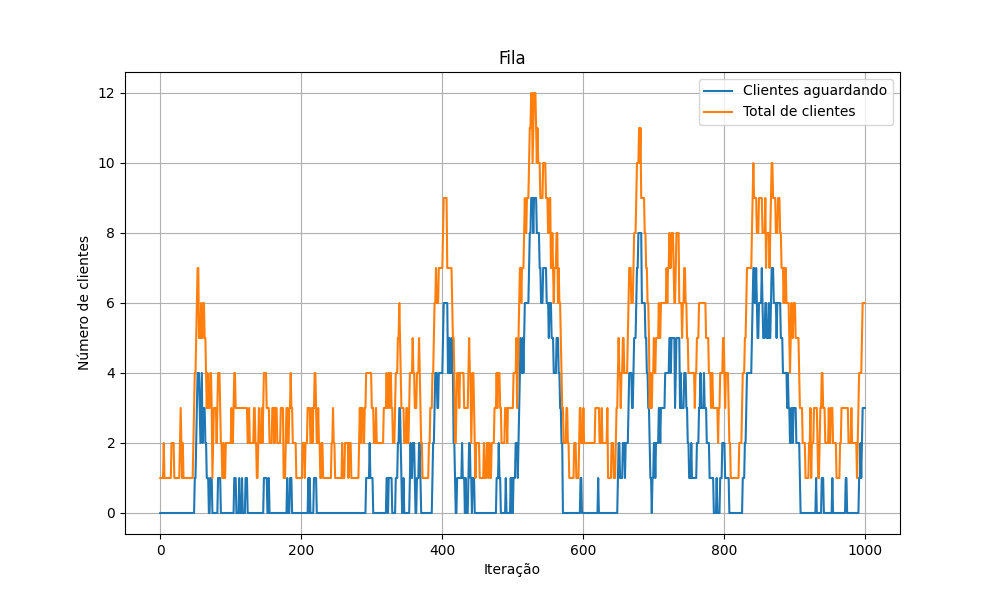 Fila
Clientes aguardando
Total de clientes
12
10
8
6
4
2
0
Número de clientes
0 200 400 600 800 1000
Iteração